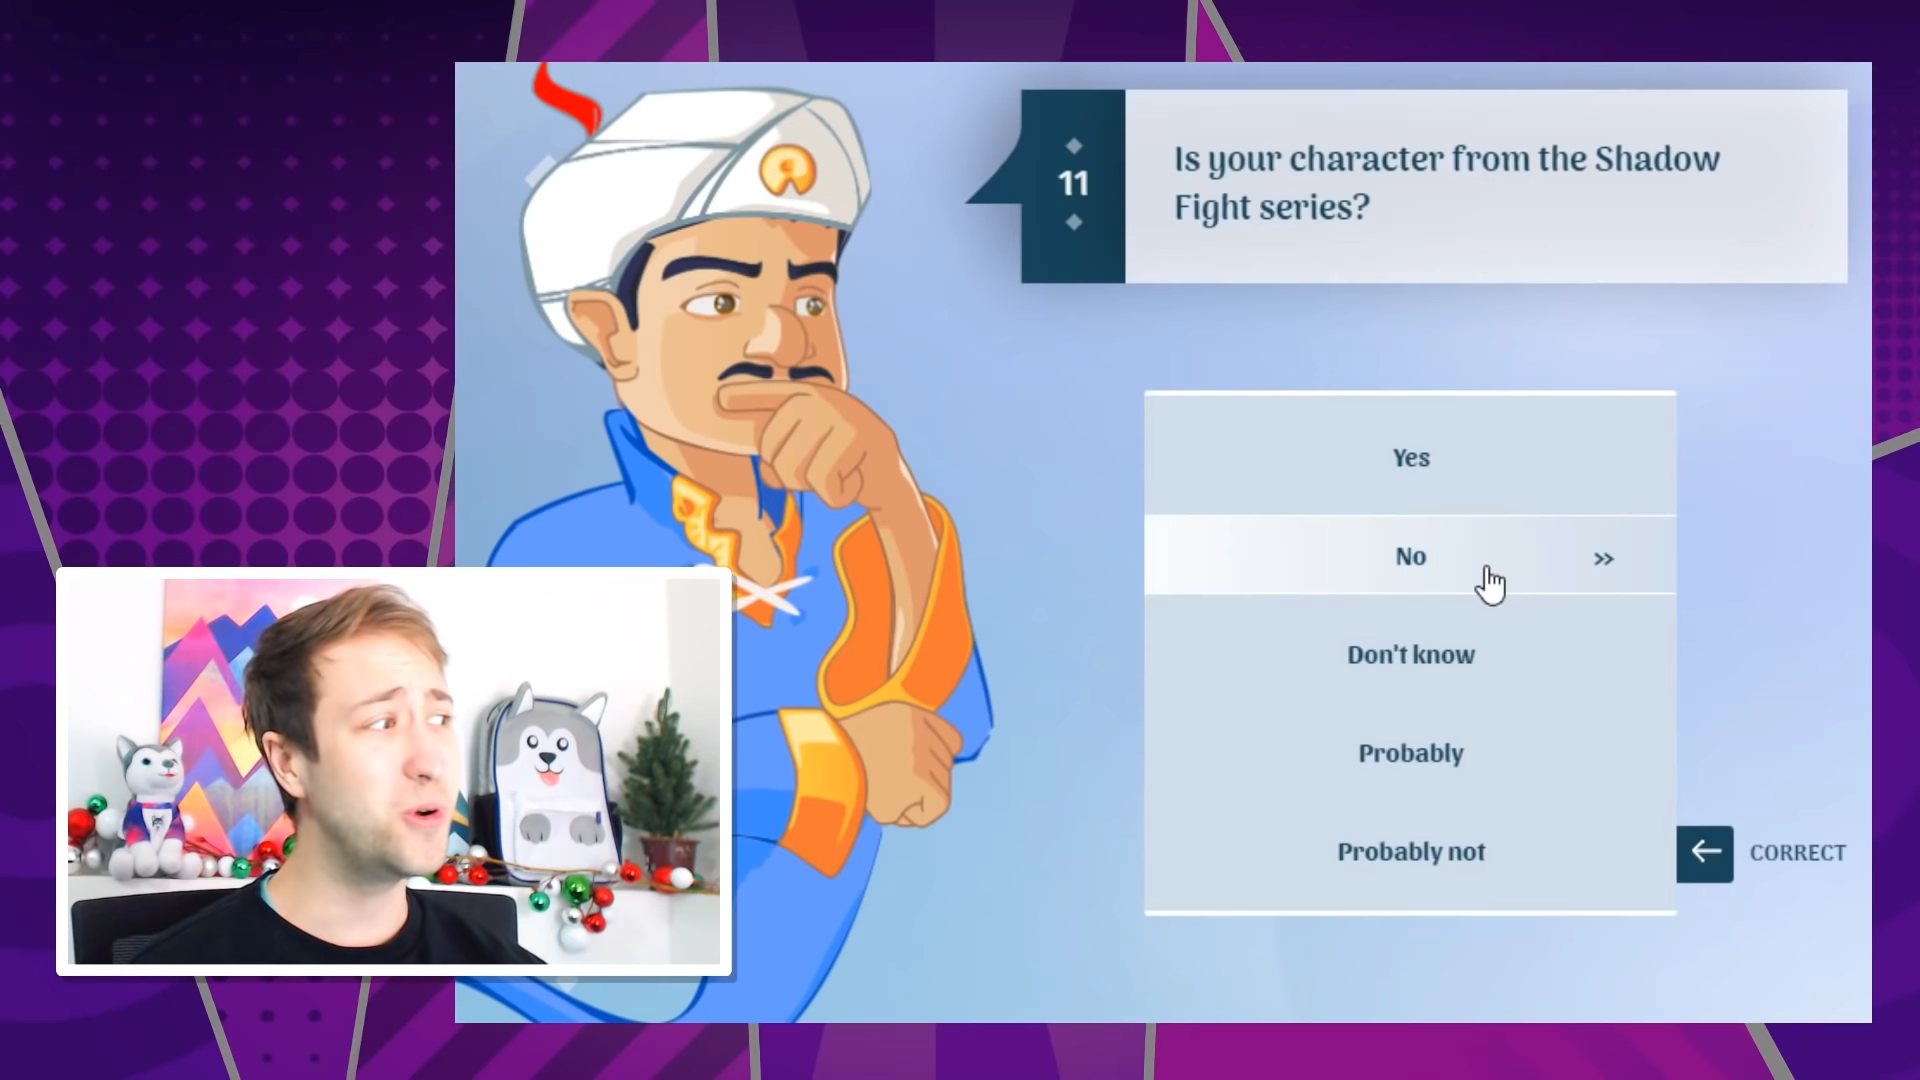 11
Is your character from the Shadow
Fight series?
Yes
No
Don't know
Probably
Probably not
CORRECT